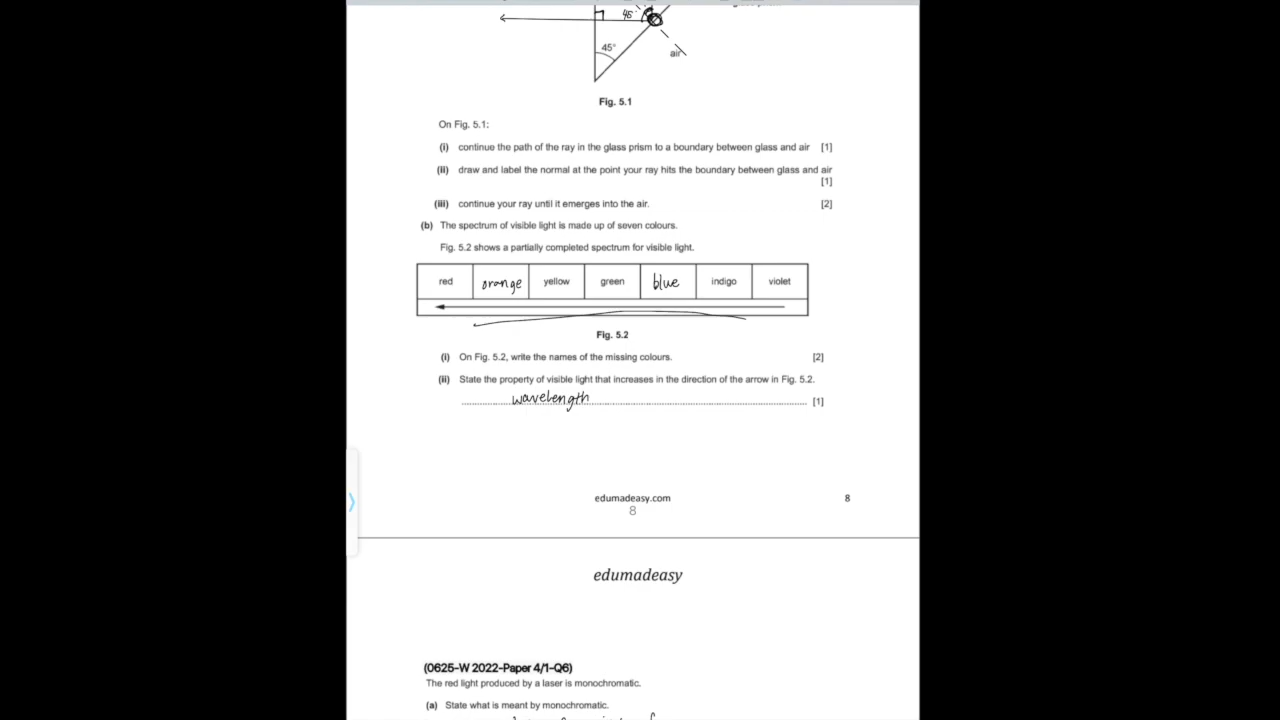 45°
45°
air
Fig. 5.1
On Fig. 5.1:
(i) continue the path of the ray in the glass prism to a boundary between glass and air [1]
(ii) draw and label the normal at the point your ray hits the boundary between glass and air
[1]
(iii) continue your ray until it emerges into the air. [2]
(b) The spectrum of visible light is made up of seven colours.
Fig. 5.2 shows a partially completed spectrum for visible light.
red orange yellow green blue indigo violet
Fig. 5.2
(i) On Fig. 5.2, write the names of the missing colours. [2]
(ii) State the property of visible light that increases in the direction of the arrow in Fig. 5.2.
wavelength [1]
edumadeasy.com 8
8
edumadeasy
(0625-W 2022-Paper 4/1-Q6)
The red light produced by a laser is monochromatic.
(a) State what is meant by monochromatic.